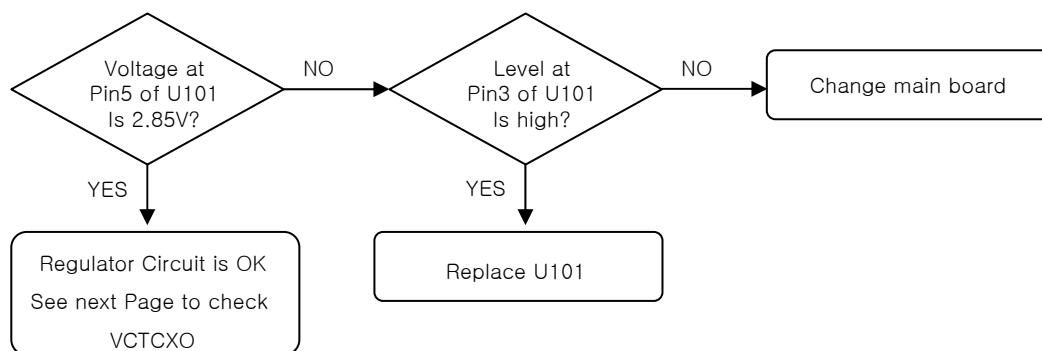 Voltage at
Pin5 of U101
Is 2.85V?
NO
Level at
Pin3 of U101
Is high?
NO
Change main board
YES
YES
Regulator Circuit is OK
See next Page to check
VCTCXO
Replace U101